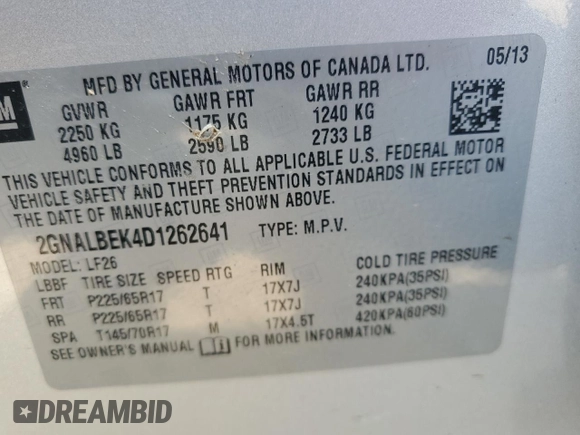 GM
MFD BY GENERAL MOTORS OF CANADA LTD.
05/13
GVWR GAWR FRT GAWR RR
2250 KG 1175 KG 1240 KG
4960 LB 2590 LB 2733 LB
THIS VEHICLE CONFORMS TO ALL APPLICABLE U.S. FEDERAL MOTOR
VEHICLE SAFETY AND THEFT PREVENTION STANDARDS IN EFFECT ON
THE DATE OF MANUFACTURE SHOWN ABOVE.
2GNALBEK4D1262641 TYPE: M.P.V.
MODEL: LF26
LBBF TIRE SIZE SPEED RTG RIM COLD TIRE PRESSURE
FRT P225/65R17 T 17X7J 240KPA(35PSI)
RR P225/65R17 T 17X7J 240KPA(35PSI)
SPA T145/70R17 M 17X4.5T 420KPA(60PSI)
SEE OWNER'S MANUAL FOR MORE INFORMATION.
DREAMBID